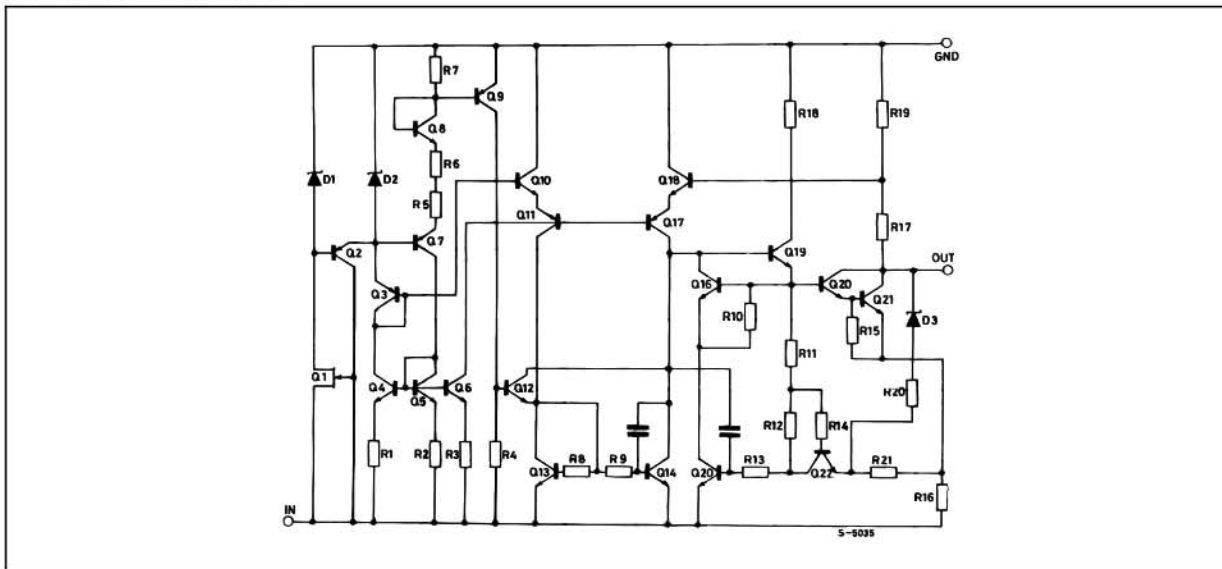 GND
R7
Q9
Q8
R18
R19
R6
D1
D2
Q10
Q18
R5
Q11
Q17
R17
Q2
Q7
OUT
Q19
Q3
Q16
Q20
Q21
R10
R15
D3
R11
Q1
Q4
Q5
Q6
Q12
R20
R12
R14
R1
R2
R3
R4
Q13
R8
R9
Q14
Q20
R13
Q22
R21
R16
IN
S-5035